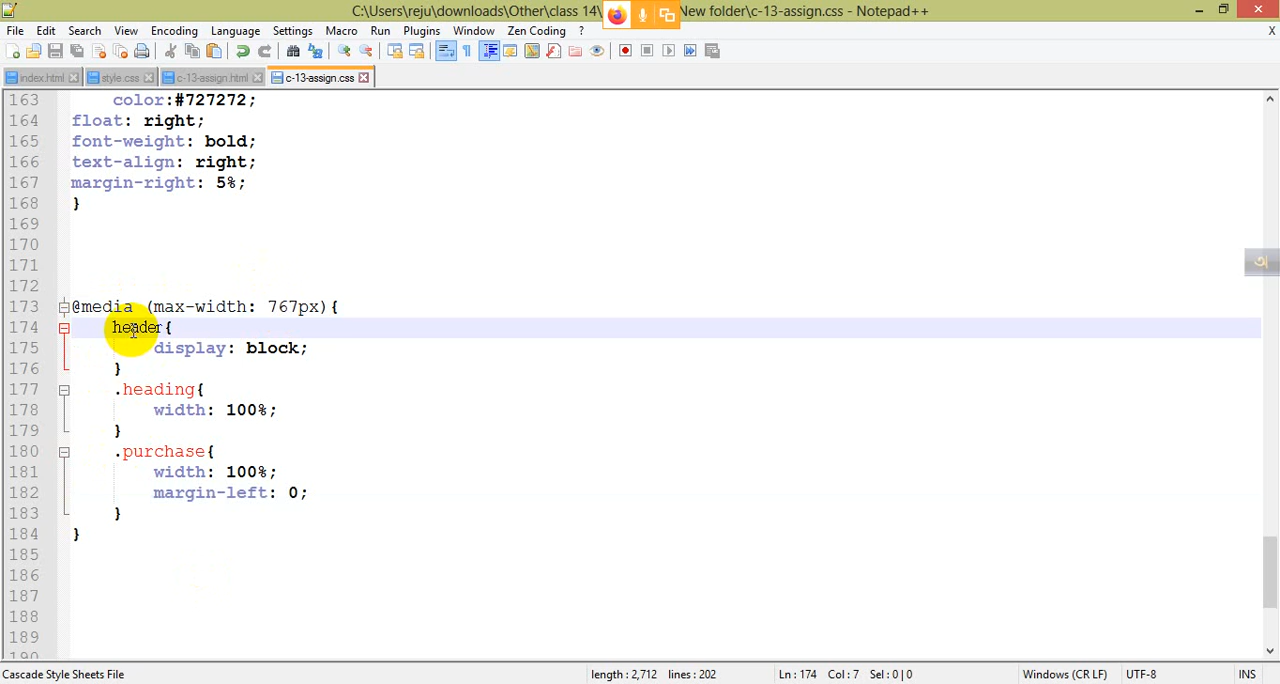 C:\Users\reju\downloads\Other\class 14\ New folder\c-13-assign.css - Notepad++
File Edit Search View Encoding Language Settings Macro Run Plugins Window Zen Coding ? X
index.html style.css c-13-assign.html c-13-assign.css
163 color:#727272;
164 float: right;
165 font-weight: bold;
166 text-align: right;
167 margin-right: 5%;
168 }
169
170
171
172
173 @media (max-width: 767px){
174 header{
175 display: block;
176 }
177 .heading{
178 width: 100%;
179 }
180 .purchase{
181 width: 100%;
182 margin-left: 0;
183 }
184 }
185
186
187
188
189
190
অ
Cascade Style Sheets File length : 2,712 lines : 202 Ln : 174 Col : 7 Sel : 0 | 0 Windows (CR LF) UTF-8 INS